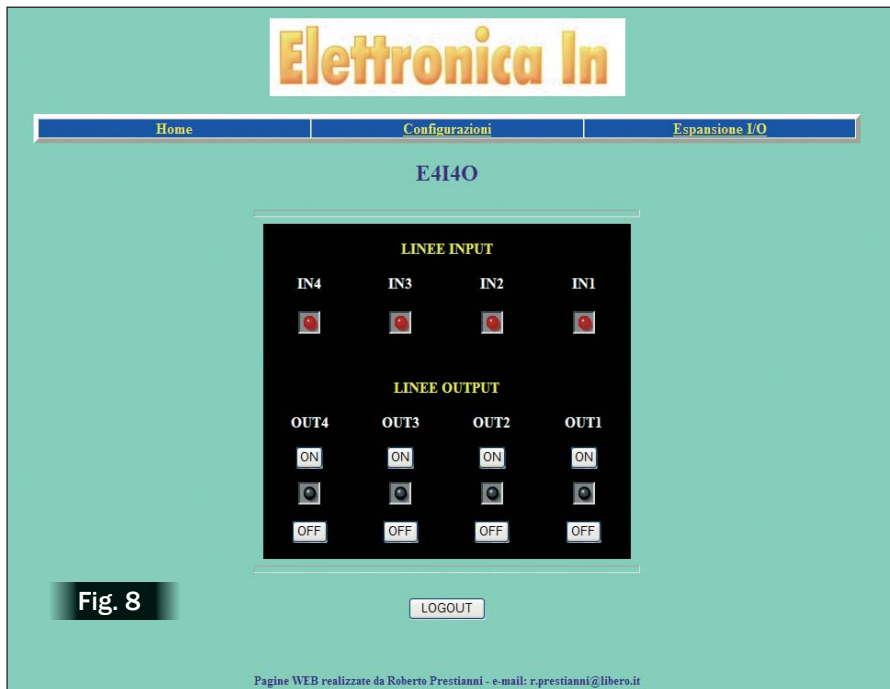 Elettronica In
Home Configurazioni Espansione I/O
E4I4O
LINEE INPUT
IN4 IN3 IN2 IN1
LINEE OUTPUT
OUT4 OUT3 OUT2 OUT1
ON ON ON ON
OFF OFF OFF OFF
Fig. 8
LOGOUT
Pagine WEB realizzate da Roberto Prestianni - e-mail: r.prestianni@libero.it